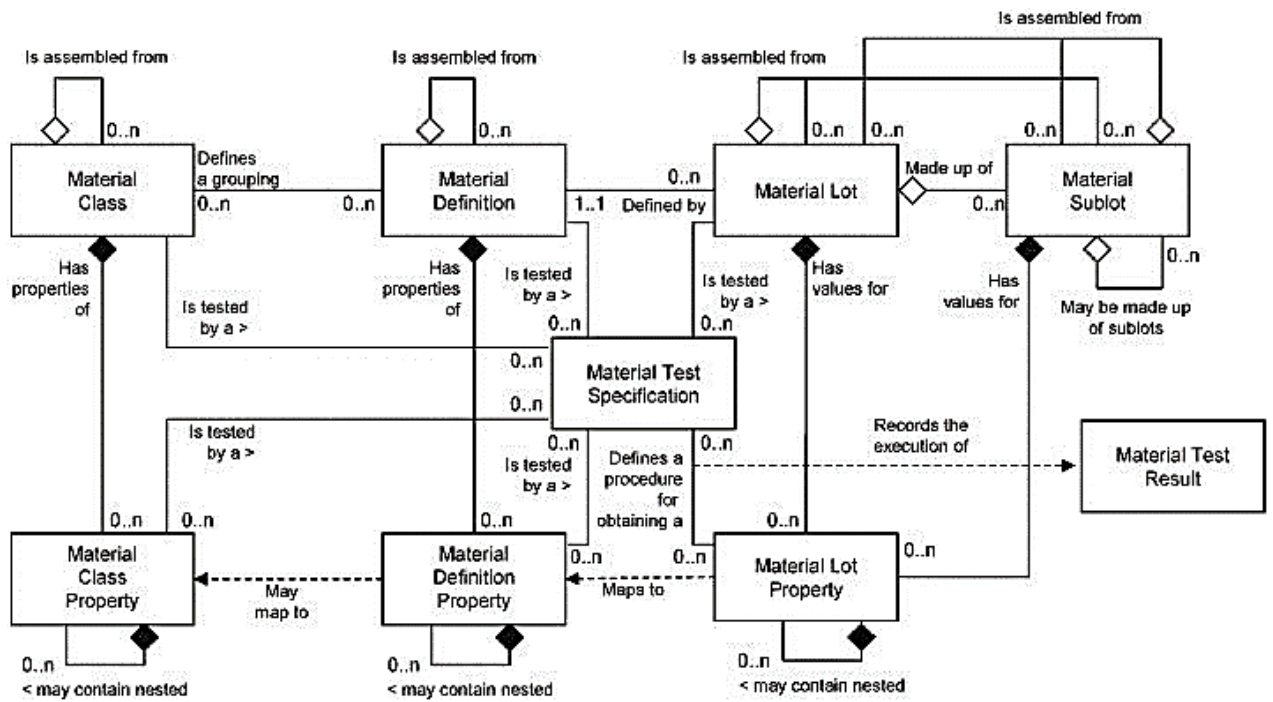 Is assembled from
Is assembled from
Is assembled from
Is assembled from
0..n
0..n
0..n
0..n
0..n
0..n
Material
Class
Defines
a grouping
0..n
0..n
Material
Definition
0..n
1..1
Defined by
Material Lot
Made up of
0..n
Material
Sublot
0..n
Has
properties
of
Has
properties
of
Is tested
by a >
Is tested
by a >
Has
values for
Has
values for
May be made up
of sublots
Is tested
by a >
0..n
0..n
0..n
Material Test
Specification
0..n
Is tested
by a >
0..n
0..n
Is tested
by a >
Defines a
procedure
for
obtaining a
Records the
execution of
Material Test
Result
0..n
0..n
0..n
0..n
0..n
0..n
0..n
Material
Class
Property
May
map to
Material
Definition
Property
Maps to
Material Lot
Property
0..n
0..n
0..n
< may contain nested
< may contain nested
< may contain nested